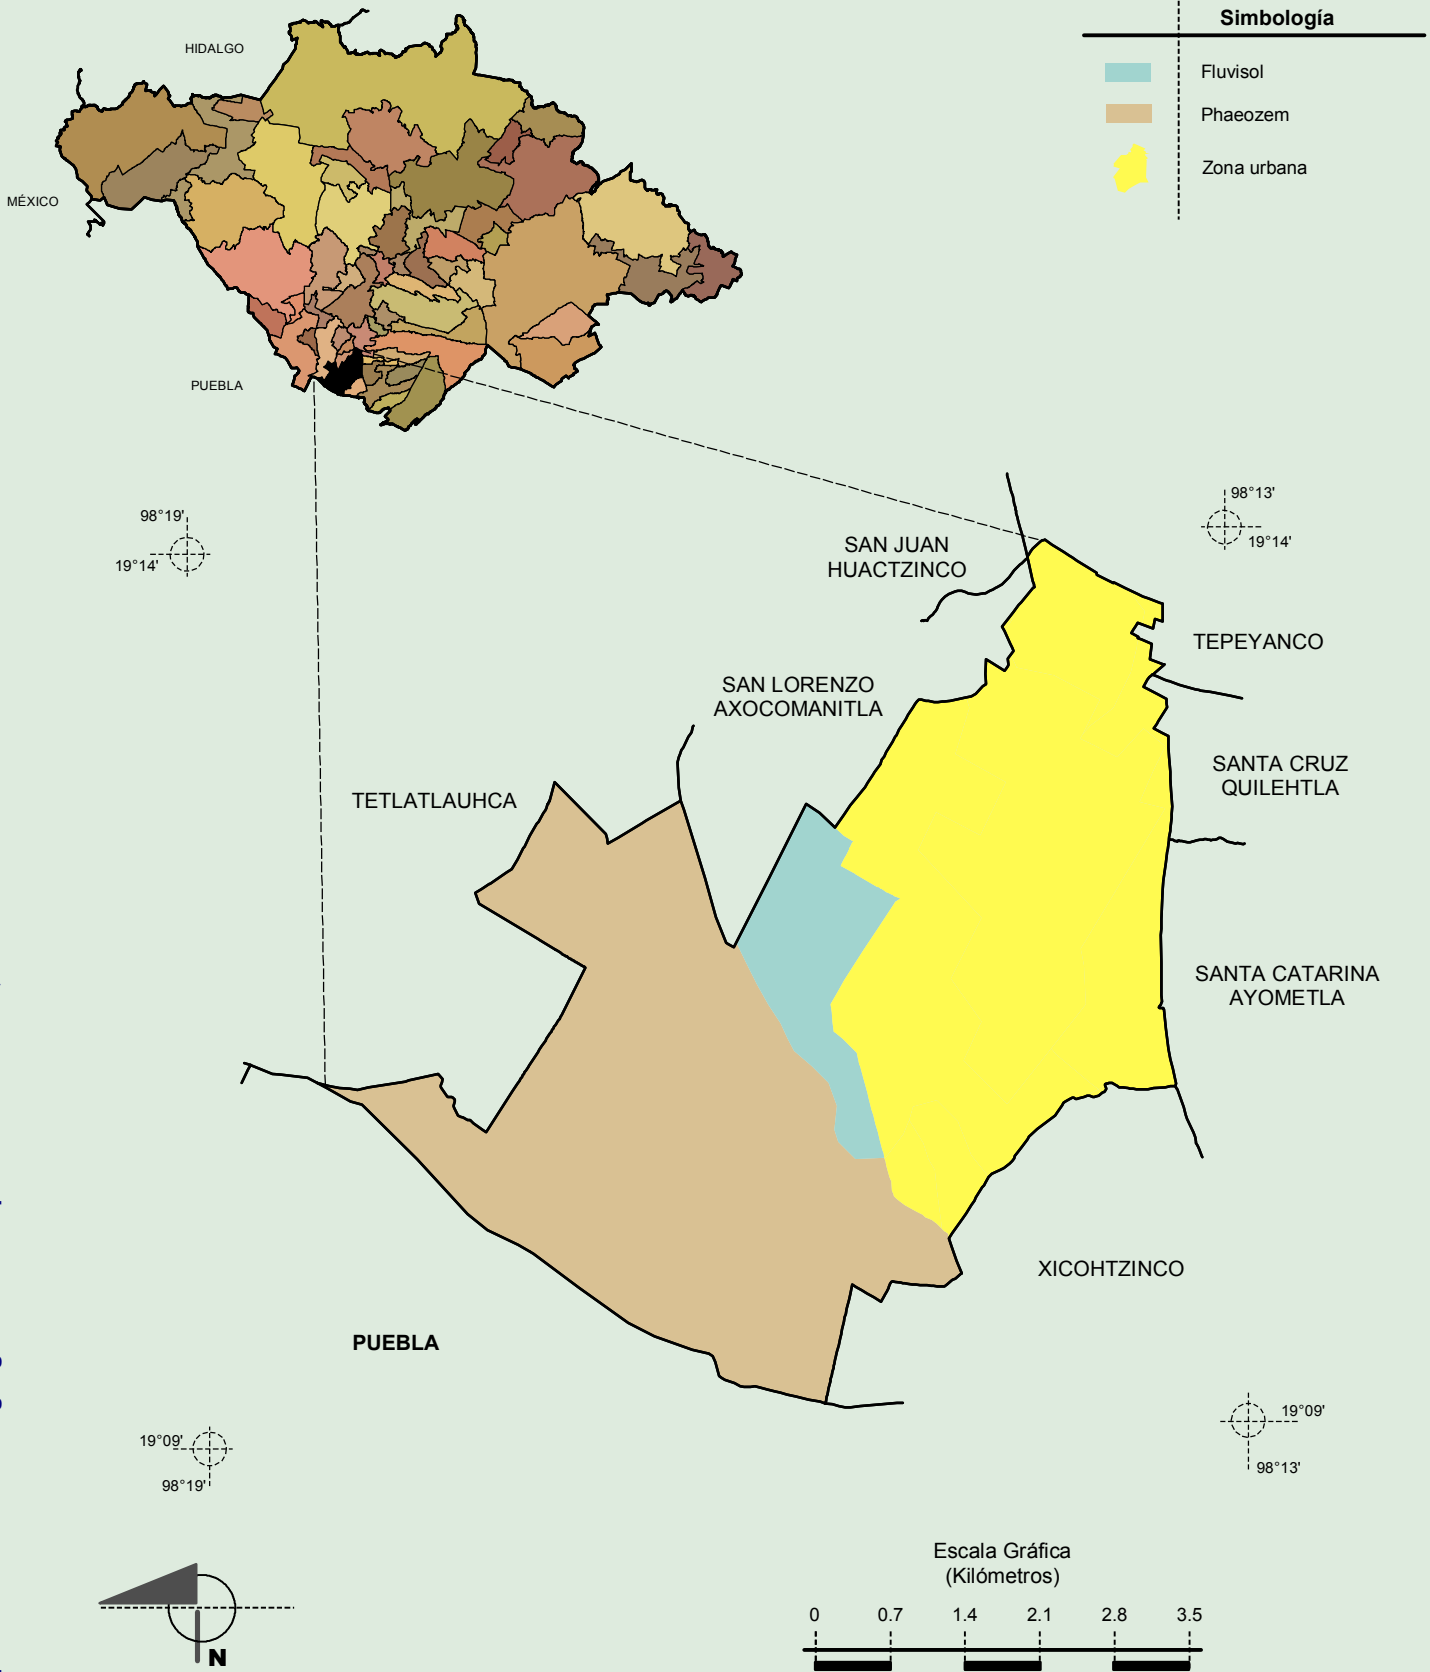 Simbología
Fluvisol
Phaeozem
Zona urbana
HIDALGO
MÉXICO
PUEBLA
98°19'
19°14'
98°13'
19°14'
SAN JUAN
HUACTZINCO
TEPEYANCO
SAN LORENZO
AXOCOMANITLA
SANTA CRUZ
QUILEHTLA
TETLATLAUHCA
SANTA CATARINA
AYOMETLA
XICOHTZINCO
PUEBLA
19°09'
98°19'
19°09'
98°13'
Escala Gráfica
(Kilómetros)
0 0.7 1.4 2.1 2.8 3.5
N